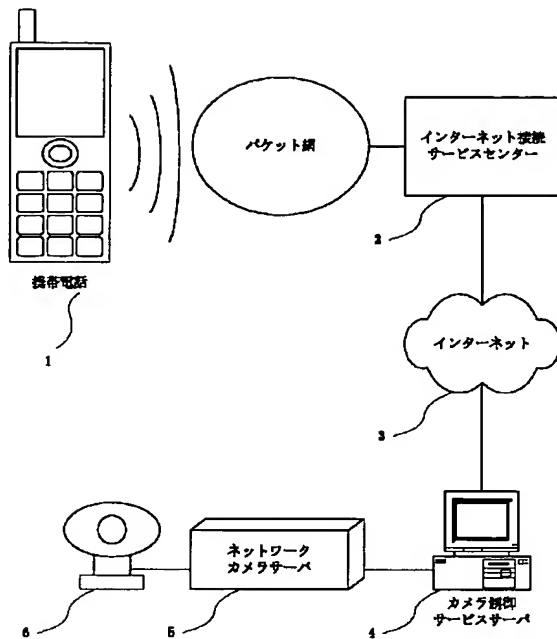 パケット網
インターネット接続
サービスセンター
2
携帯電話
1
インターネット
3
ネットワーク
カメラサーバ
カメラ制御
サービスサーバ
6
5
4